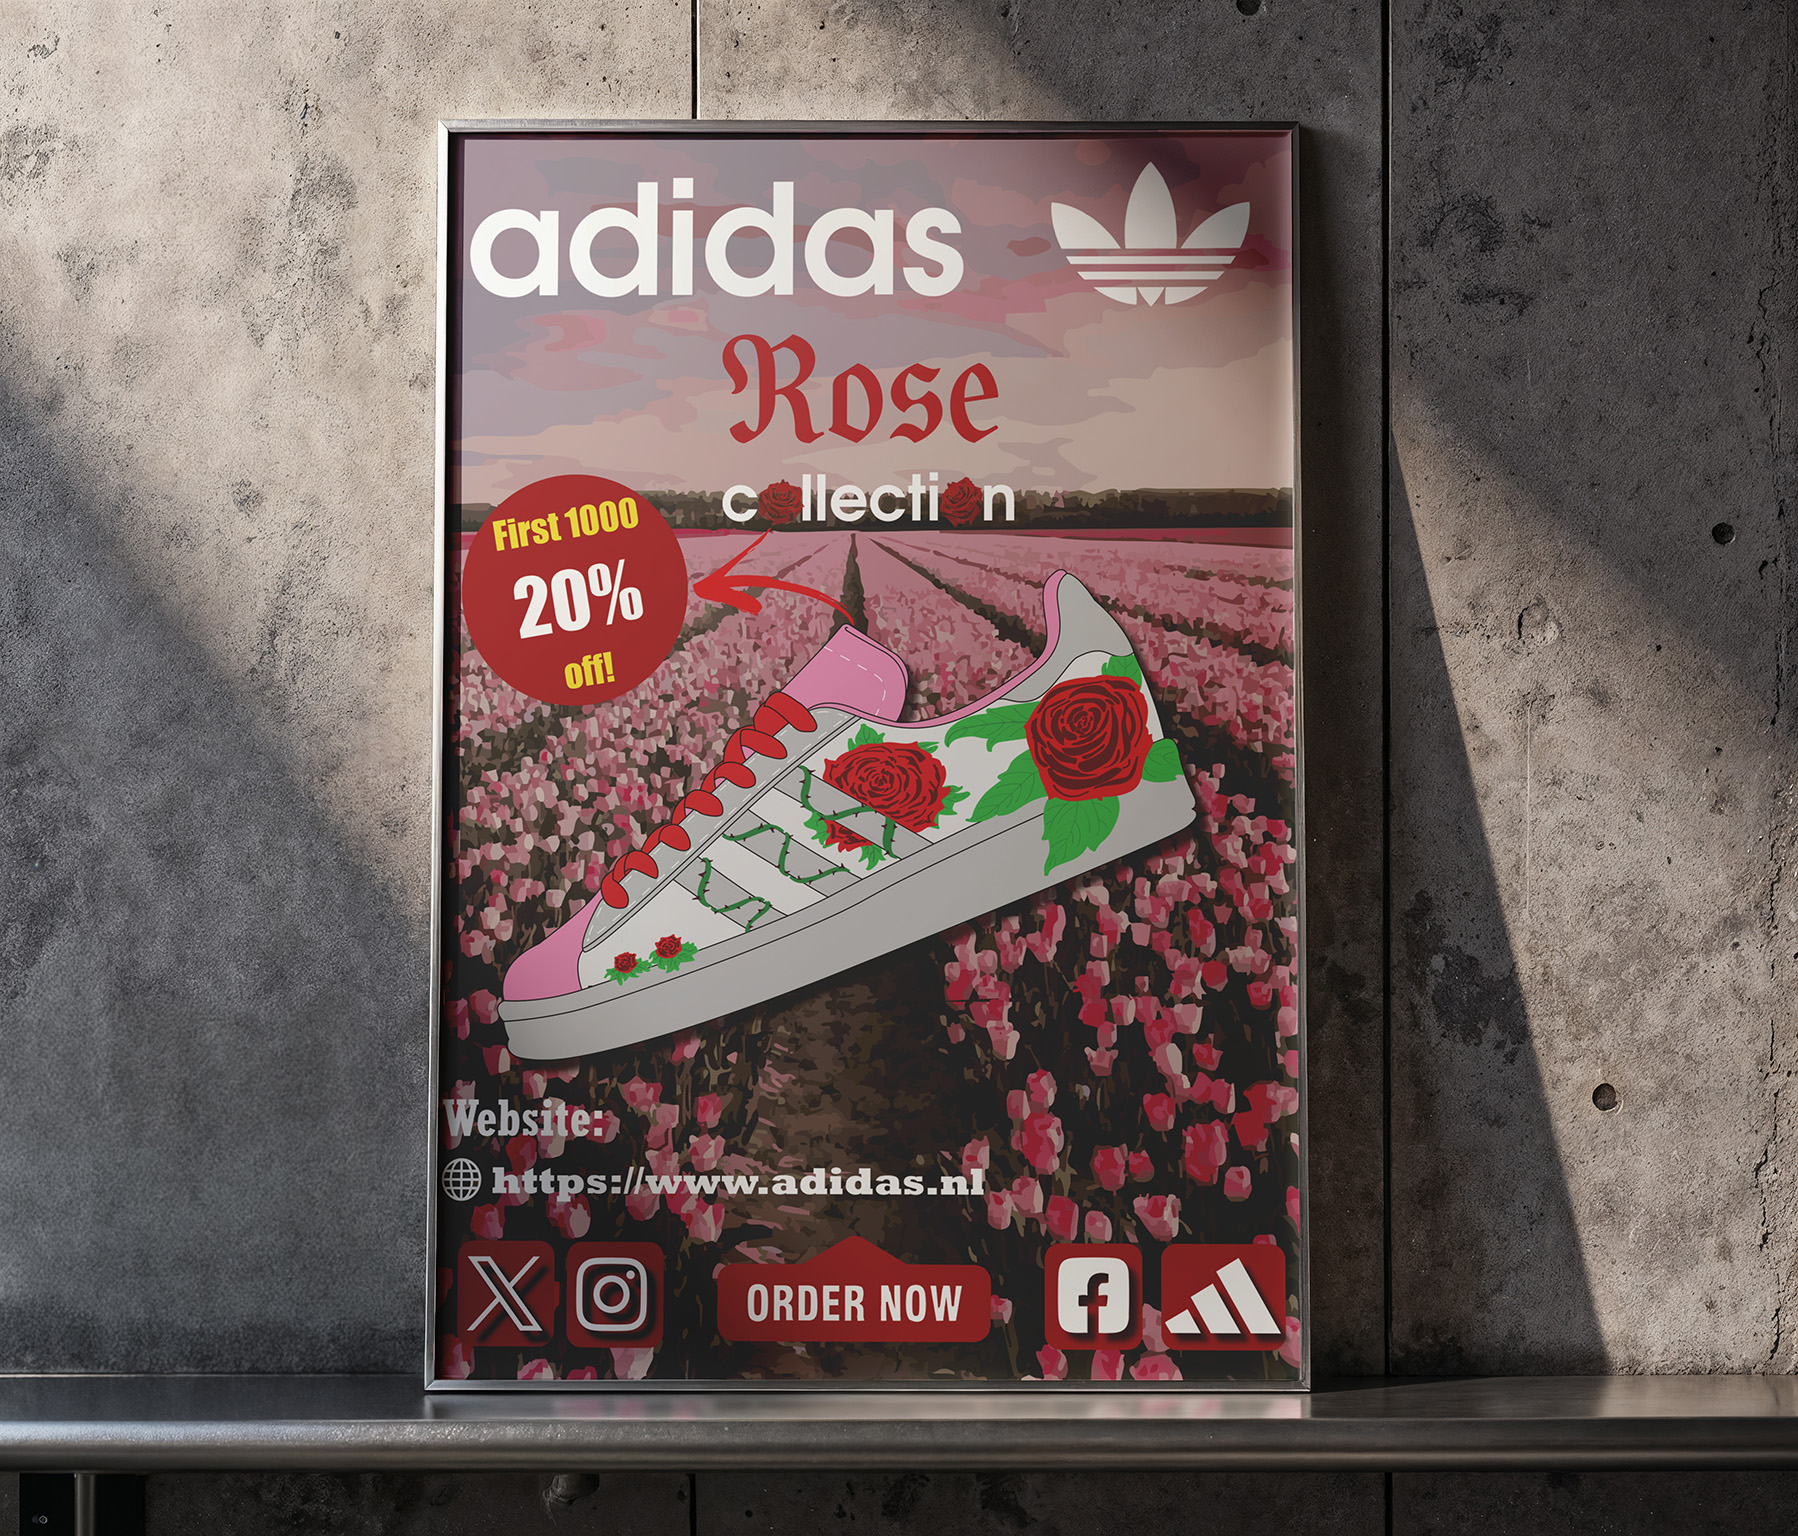 adidas
Rose
collection
First 1000
20%
off!
Website:
https://www.adidas.nl
ORDER NOW